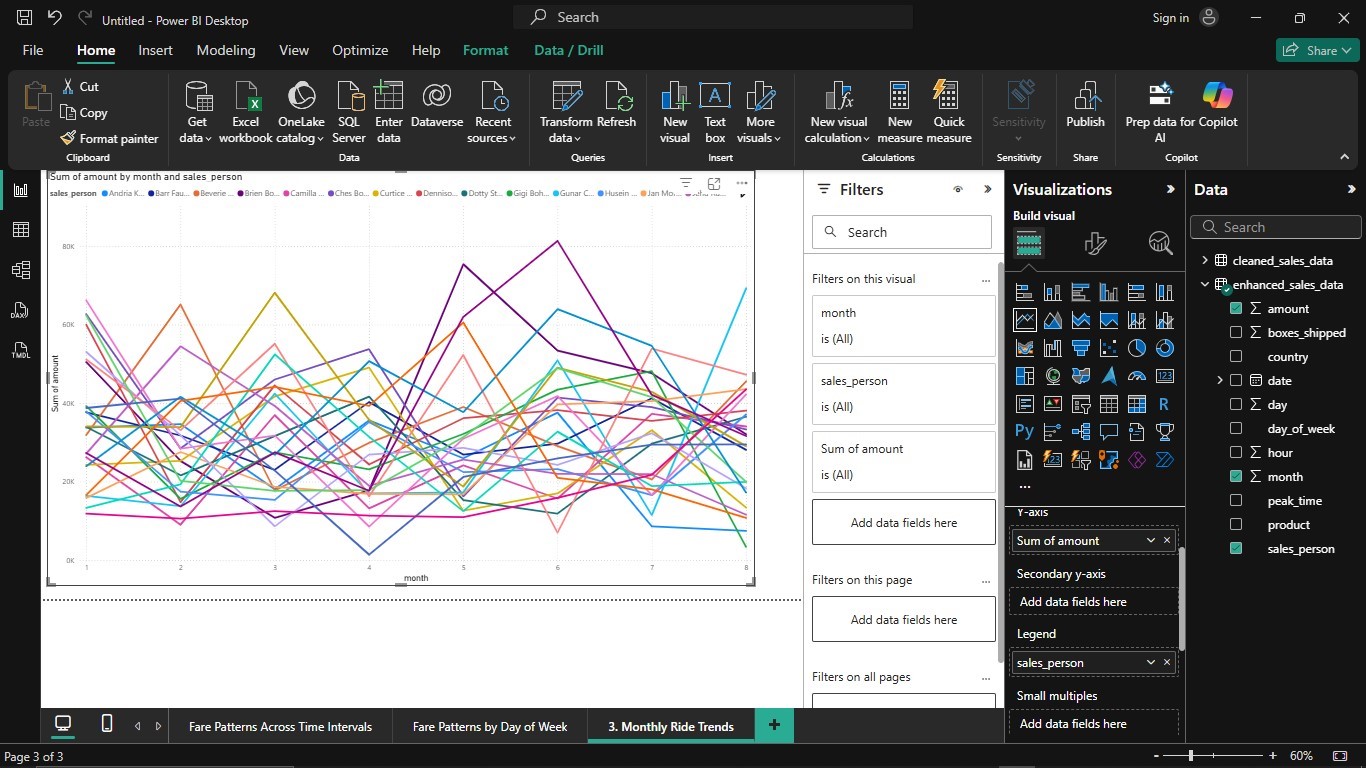 Untitled - Power BI Desktop
Search
Sign in
File
Home
Insert
Modeling
View
Optimize
Help
Format
Data / Drill
Share
Paste
Cut
Copy
Format painter
Clipboard
Get data
Excel workbook
OneLake catalog
SQL Server
Enter data
Dataverse
Recent sources
Data
Transform data
Refresh
Queries
New visual
Text box
More visuals
Insert
New visual calculation
New measure
Quick measure
Calculations
Sensitivity
Sensitivity
Publish
Share
Prep data for AI
Copilot
Copilot
DAX
TMDL
Sum of amount by month and sales_person
sales_person
Andria K...
Barr Fau...
Beverie ...
Brien Bo...
Camilla ...
Ches Bo...
Curtice ...
Denniso...
Dotty St...
Gigi Boh...
Gunar C...
Husein ...
Jan Mo...
80K
60K
40K
20K
0K
Sum of amount
1
2
3
4
5
6
7
8
month
Filters
Search
Filters on this visual
...
month
is (All)
sales_person
is (All)
Sum of amount
is (All)
Add data fields here
Filters on this page
...
Add data fields here
Filters on all pages
...
Visualizations
Build visual
123
R
Py
...
Y-axis
Sum of amount
Secondary y-axis
Add data fields here
Legend
sales_person
Small multiples
Add data fields here
Data
Search
cleaned_sales_data
enhanced_sales_data
amount
boxes_shipped
country
date
day
day_of_week
hour
month
peak_time
product
sales_person
Fare Patterns Across Time Intervals
Fare Patterns by Day of Week
3. Monthly Ride Trends
+
Page 3 of 3
-
+
60%